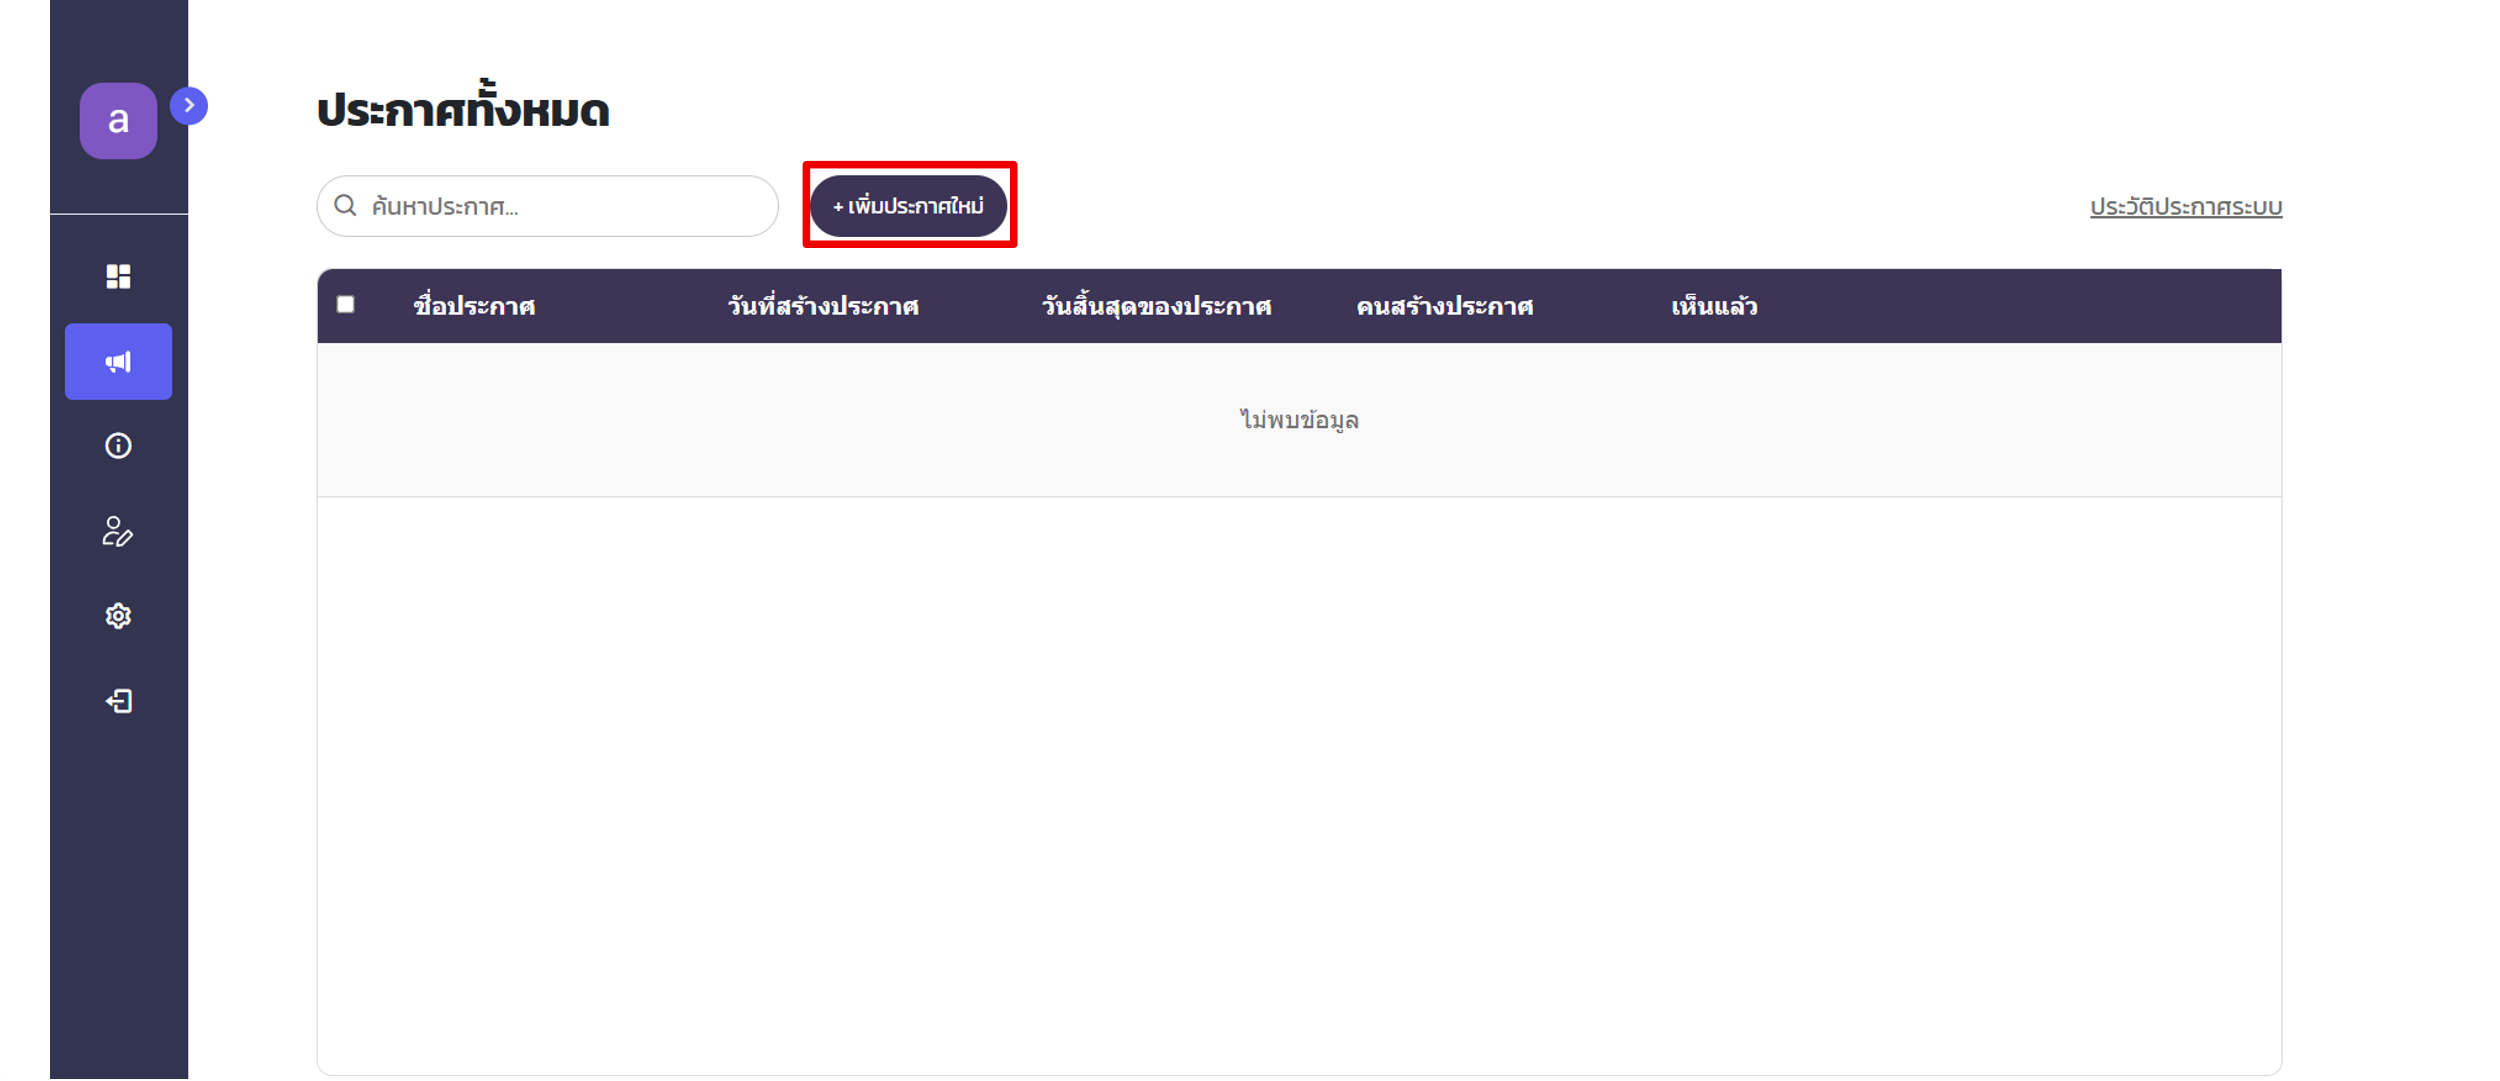 a
ประกาศทั้งหมด
ค้นหาประกาศ...
+ เพิ่มประกาศใหม่
ประวัติประกาศระบบ
ชื่อประกาศ วันที่สร้างประกาศ วันสิ้นสุดของประกาศ คนสร้างประกาศ เห็นแล้ว
ไม่พบข้อมูล